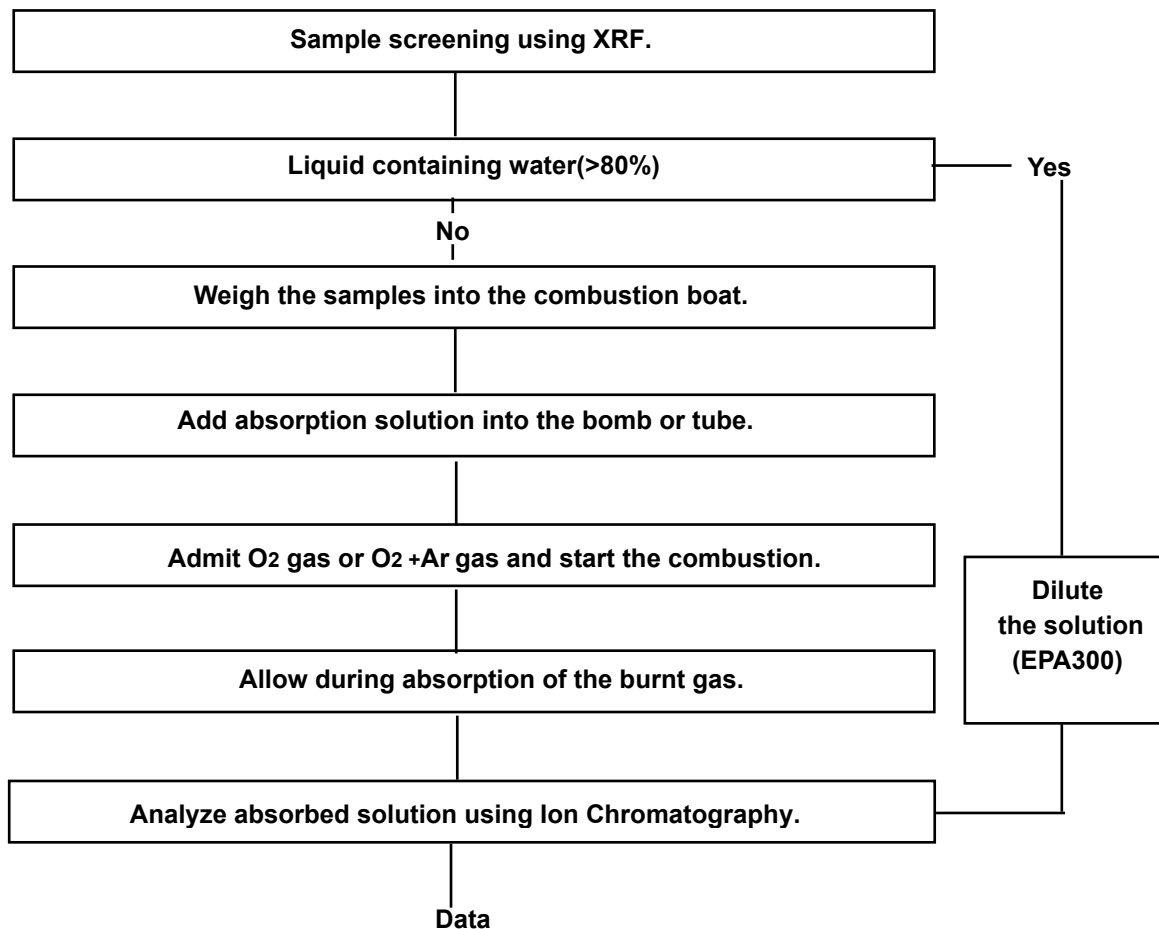 Sample screening using XRF.
Liquid containing water(>80%)
Yes
No
Weigh the samples into the combustion boat.
Add absorption solution into the bomb or tube.
Admit O2 gas or O2 +Ar gas and start the combustion.
Dilute
the solution
(EPA300)
Allow during absorption of the burnt gas.
Analyze absorbed solution using Ion Chromatography.
Data